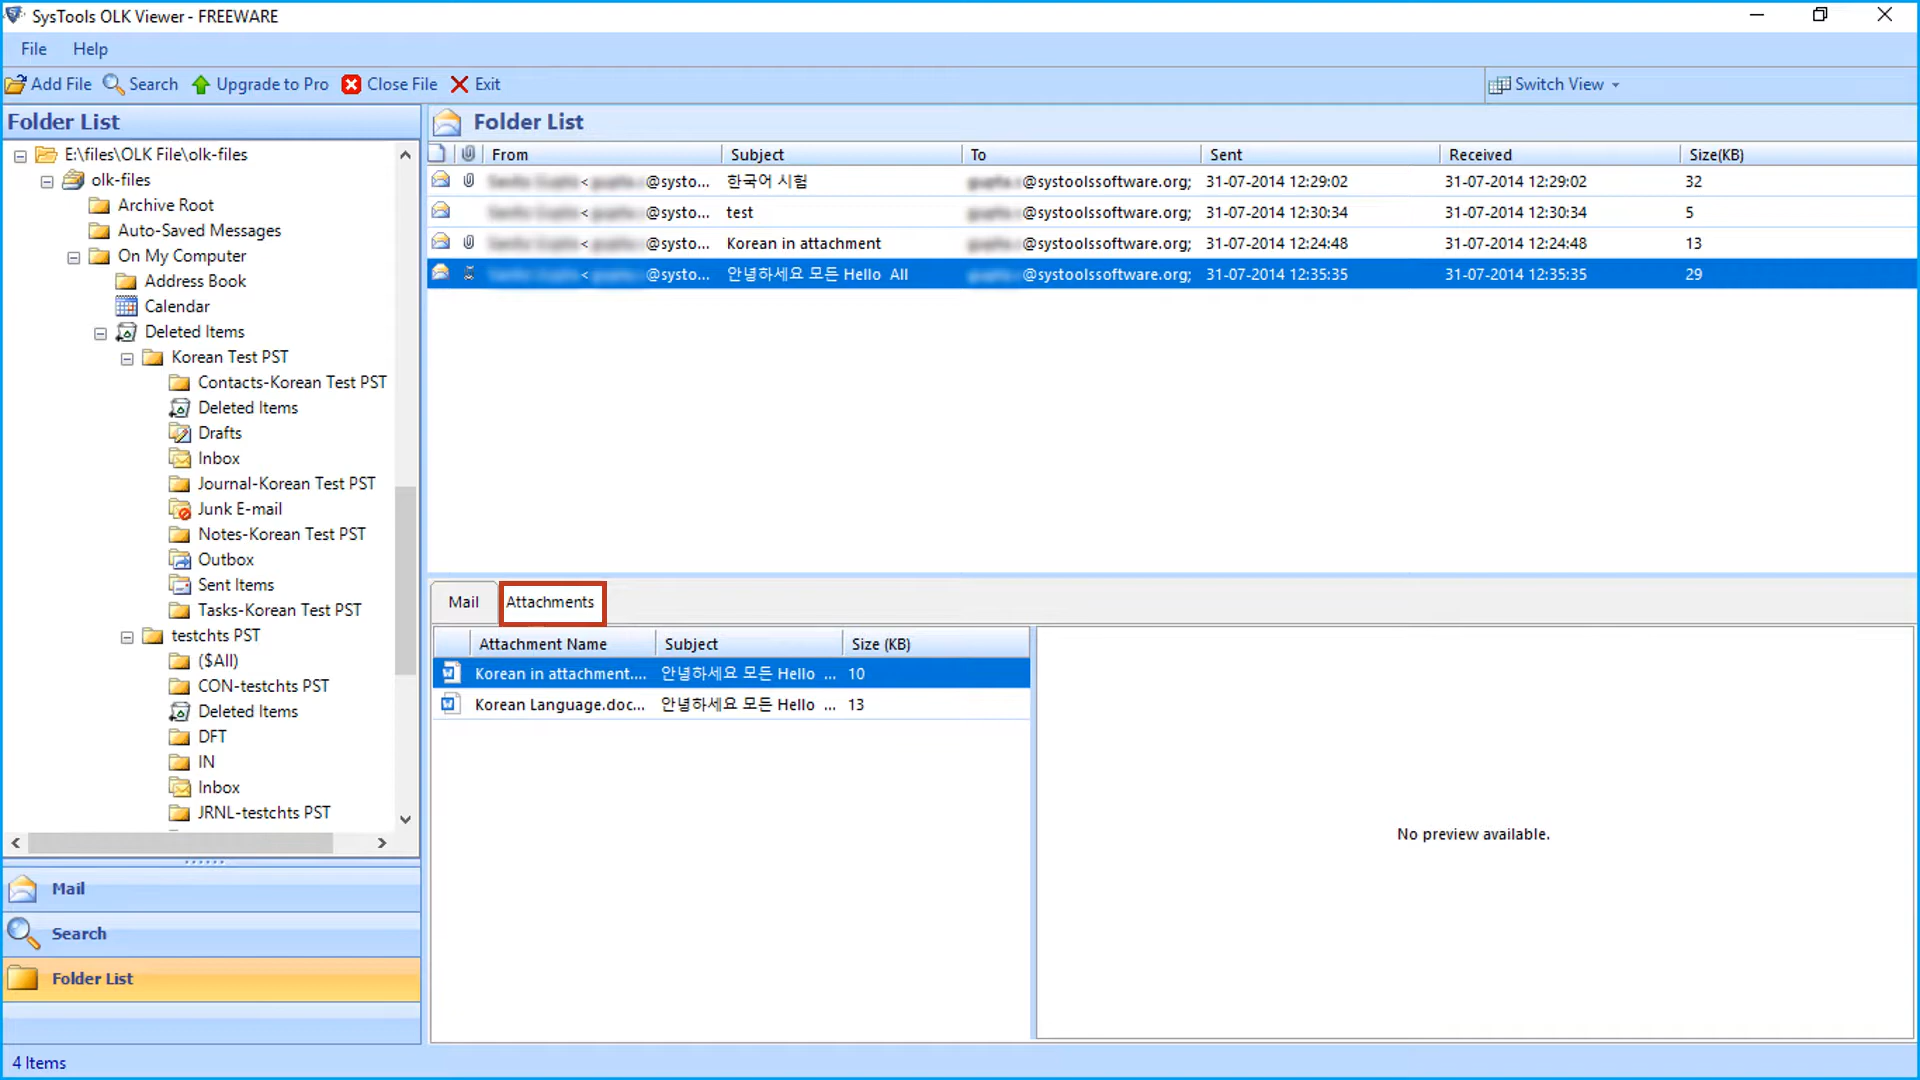 SysTools OLK Viewer - FREEWARE
File Help
Add File Search Upgrade to Pro Close File Exit Switch View
Folder List
E:\files\OLK File\olk-files
olk-files
Archive Root
Auto-Saved Messages
On My Computer
Address Book
Calendar
Deleted Items
Korean Test PST
Contacts-Korean Test PST
Deleted Items
Drafts
Inbox
Journal-Korean Test PST
Junk E-mail
Notes-Korean Test PST
Outbox
Sent Items
Tasks-Korean Test PST
testchts PST
($All)
CON-testchts PST
Deleted Items
DFT
IN
Inbox
JRNL-testchts PST
Mail
Search
Folder List
4 Items
Folder List
From Subject To Sent Received Size(KB)
< @systo... 한국어 시험 @systoolssoftware.org; 31-07-2014 12:29:02 31-07-2014 12:29:02 32
< @systo... test @systoolssoftware.org; 31-07-2014 12:30:34 31-07-2014 12:30:34 5
< @systo... Korean in attachment @systoolssoftware.org; 31-07-2014 12:24:48 31-07-2014 12:24:48 13
< @systo... 안녕하세요 모든 Hello All @systoolssoftware.org; 31-07-2014 12:35:35 31-07-2014 12:35:35 29
Mail Attachments
Attachment Name Subject Size (KB)
Korean in attachment.... 안녕하세요 모든 Hello ... 10
Korean Language.doc... 안녕하세요 모든 Hello ... 13
No preview available.